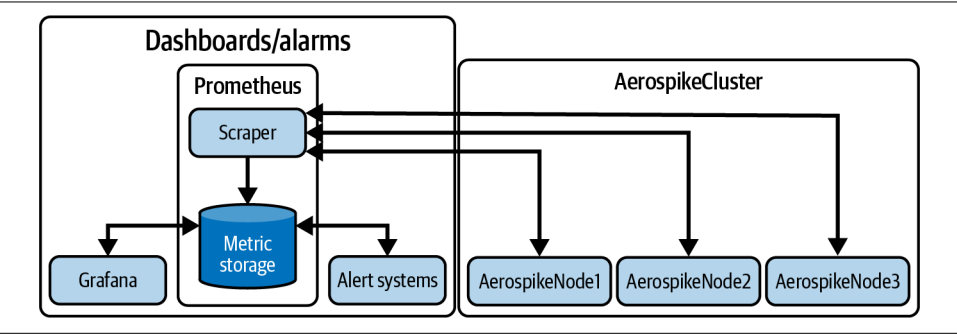 Dashboards/alarms
Prometheus
Scraper
Metric
storage
Grafana
Alert systems
AerospikeCluster
AerospikeNode1
AerospikeNode2
AerospikeNode3